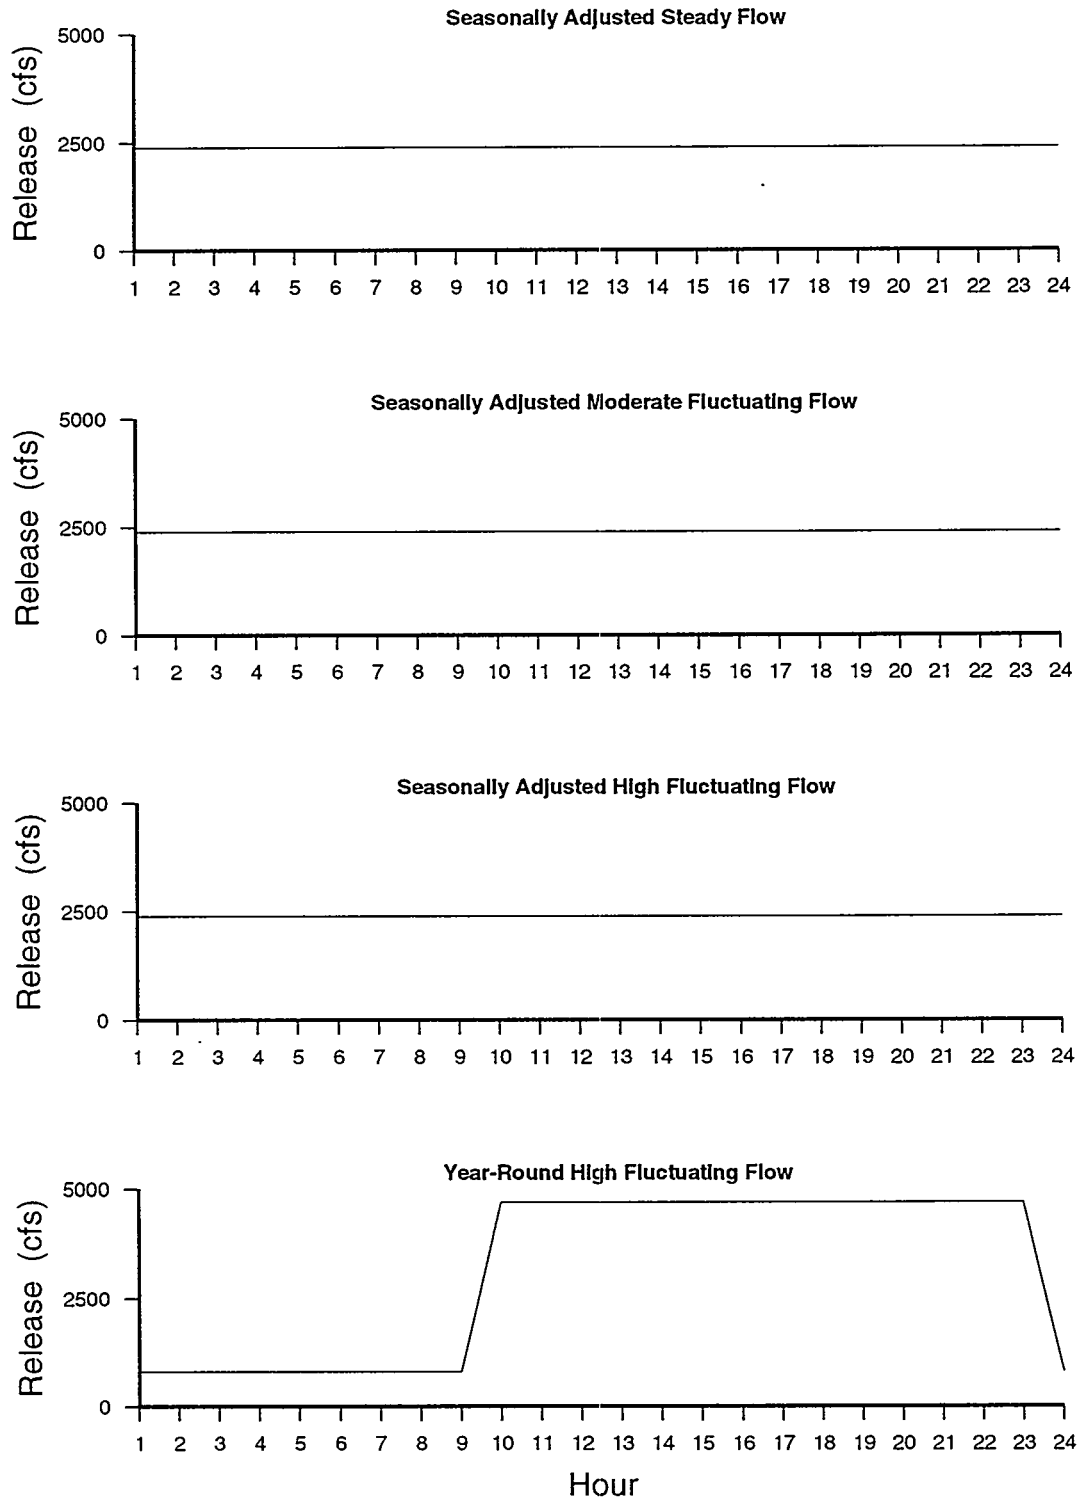 Seasonally Adjusted Steady Flow
Release (cfs)
5000
2500
0
1 2 3 4 5 6 7 8 9 10 11 12 13 14 15 16 17 18 19 20 21 22 23 24
Seasonally Adjusted Moderate Fluctuating Flow
Release (cfs)
5000
2500
0
1 2 3 4 5 6 7 8 9 10 11 12 13 14 15 16 17 18 19 20 21 22 23 24
Seasonally Adjusted High Fluctuating Flow
Release (cfs)
5000
2500
0
1 2 3 4 5 6 7 8 9 10 11 12 13 14 15 16 17 18 19 20 21 22 23 24
Year-Round High Fluctuating Flow
Release (cfs)
5000
2500
0
1 2 3 4 5 6 7 8 9 10 11 12 13 14 15 16 17 18 19 20 21 22 23 24
Hour